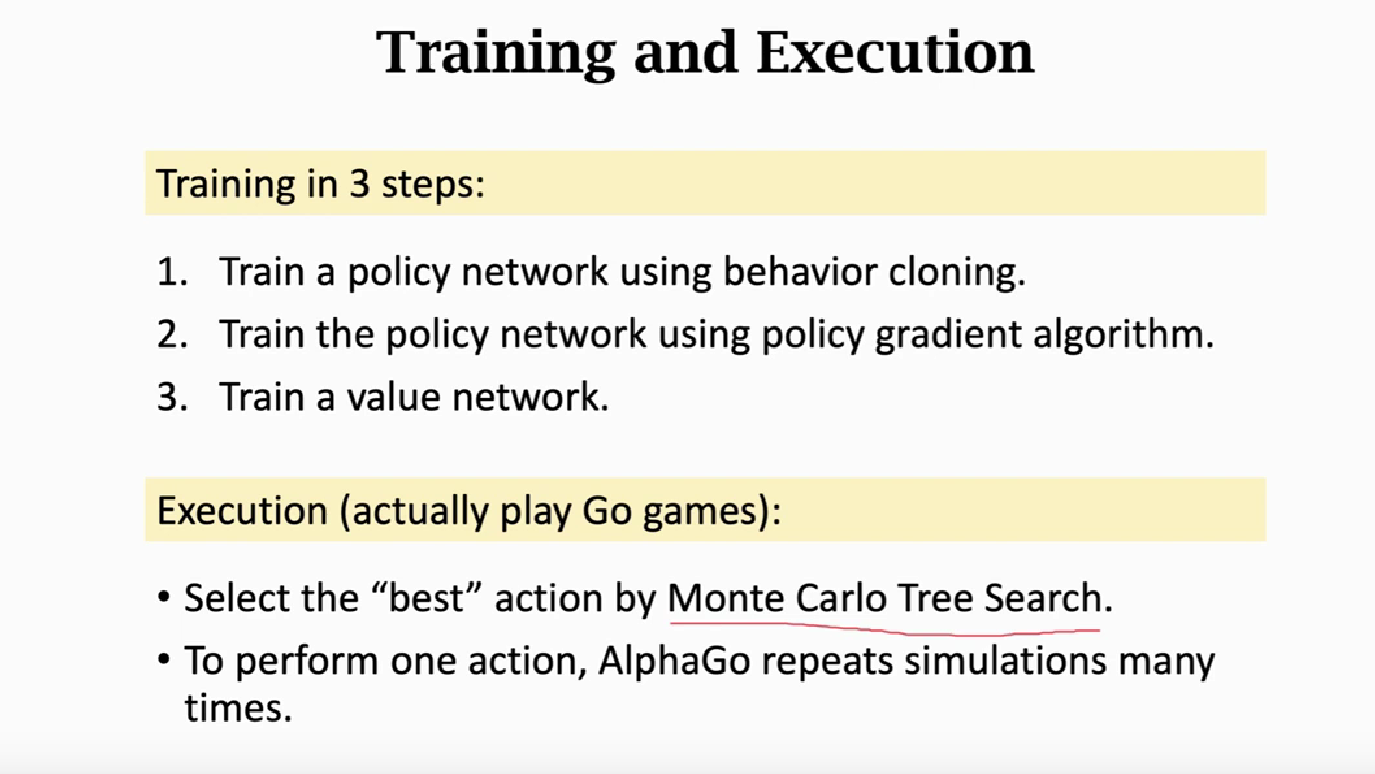 Training and Execution
Training in 3 steps:
1. Train a policy network using behavior cloning.
2. Train the policy network using policy gradient algorithm.
3. Train a value network.
Execution (actually play Go games):
• Select the “best” action by Monte Carlo Tree Search.
• To perform one action, AlphaGo repeats simulations many
times.